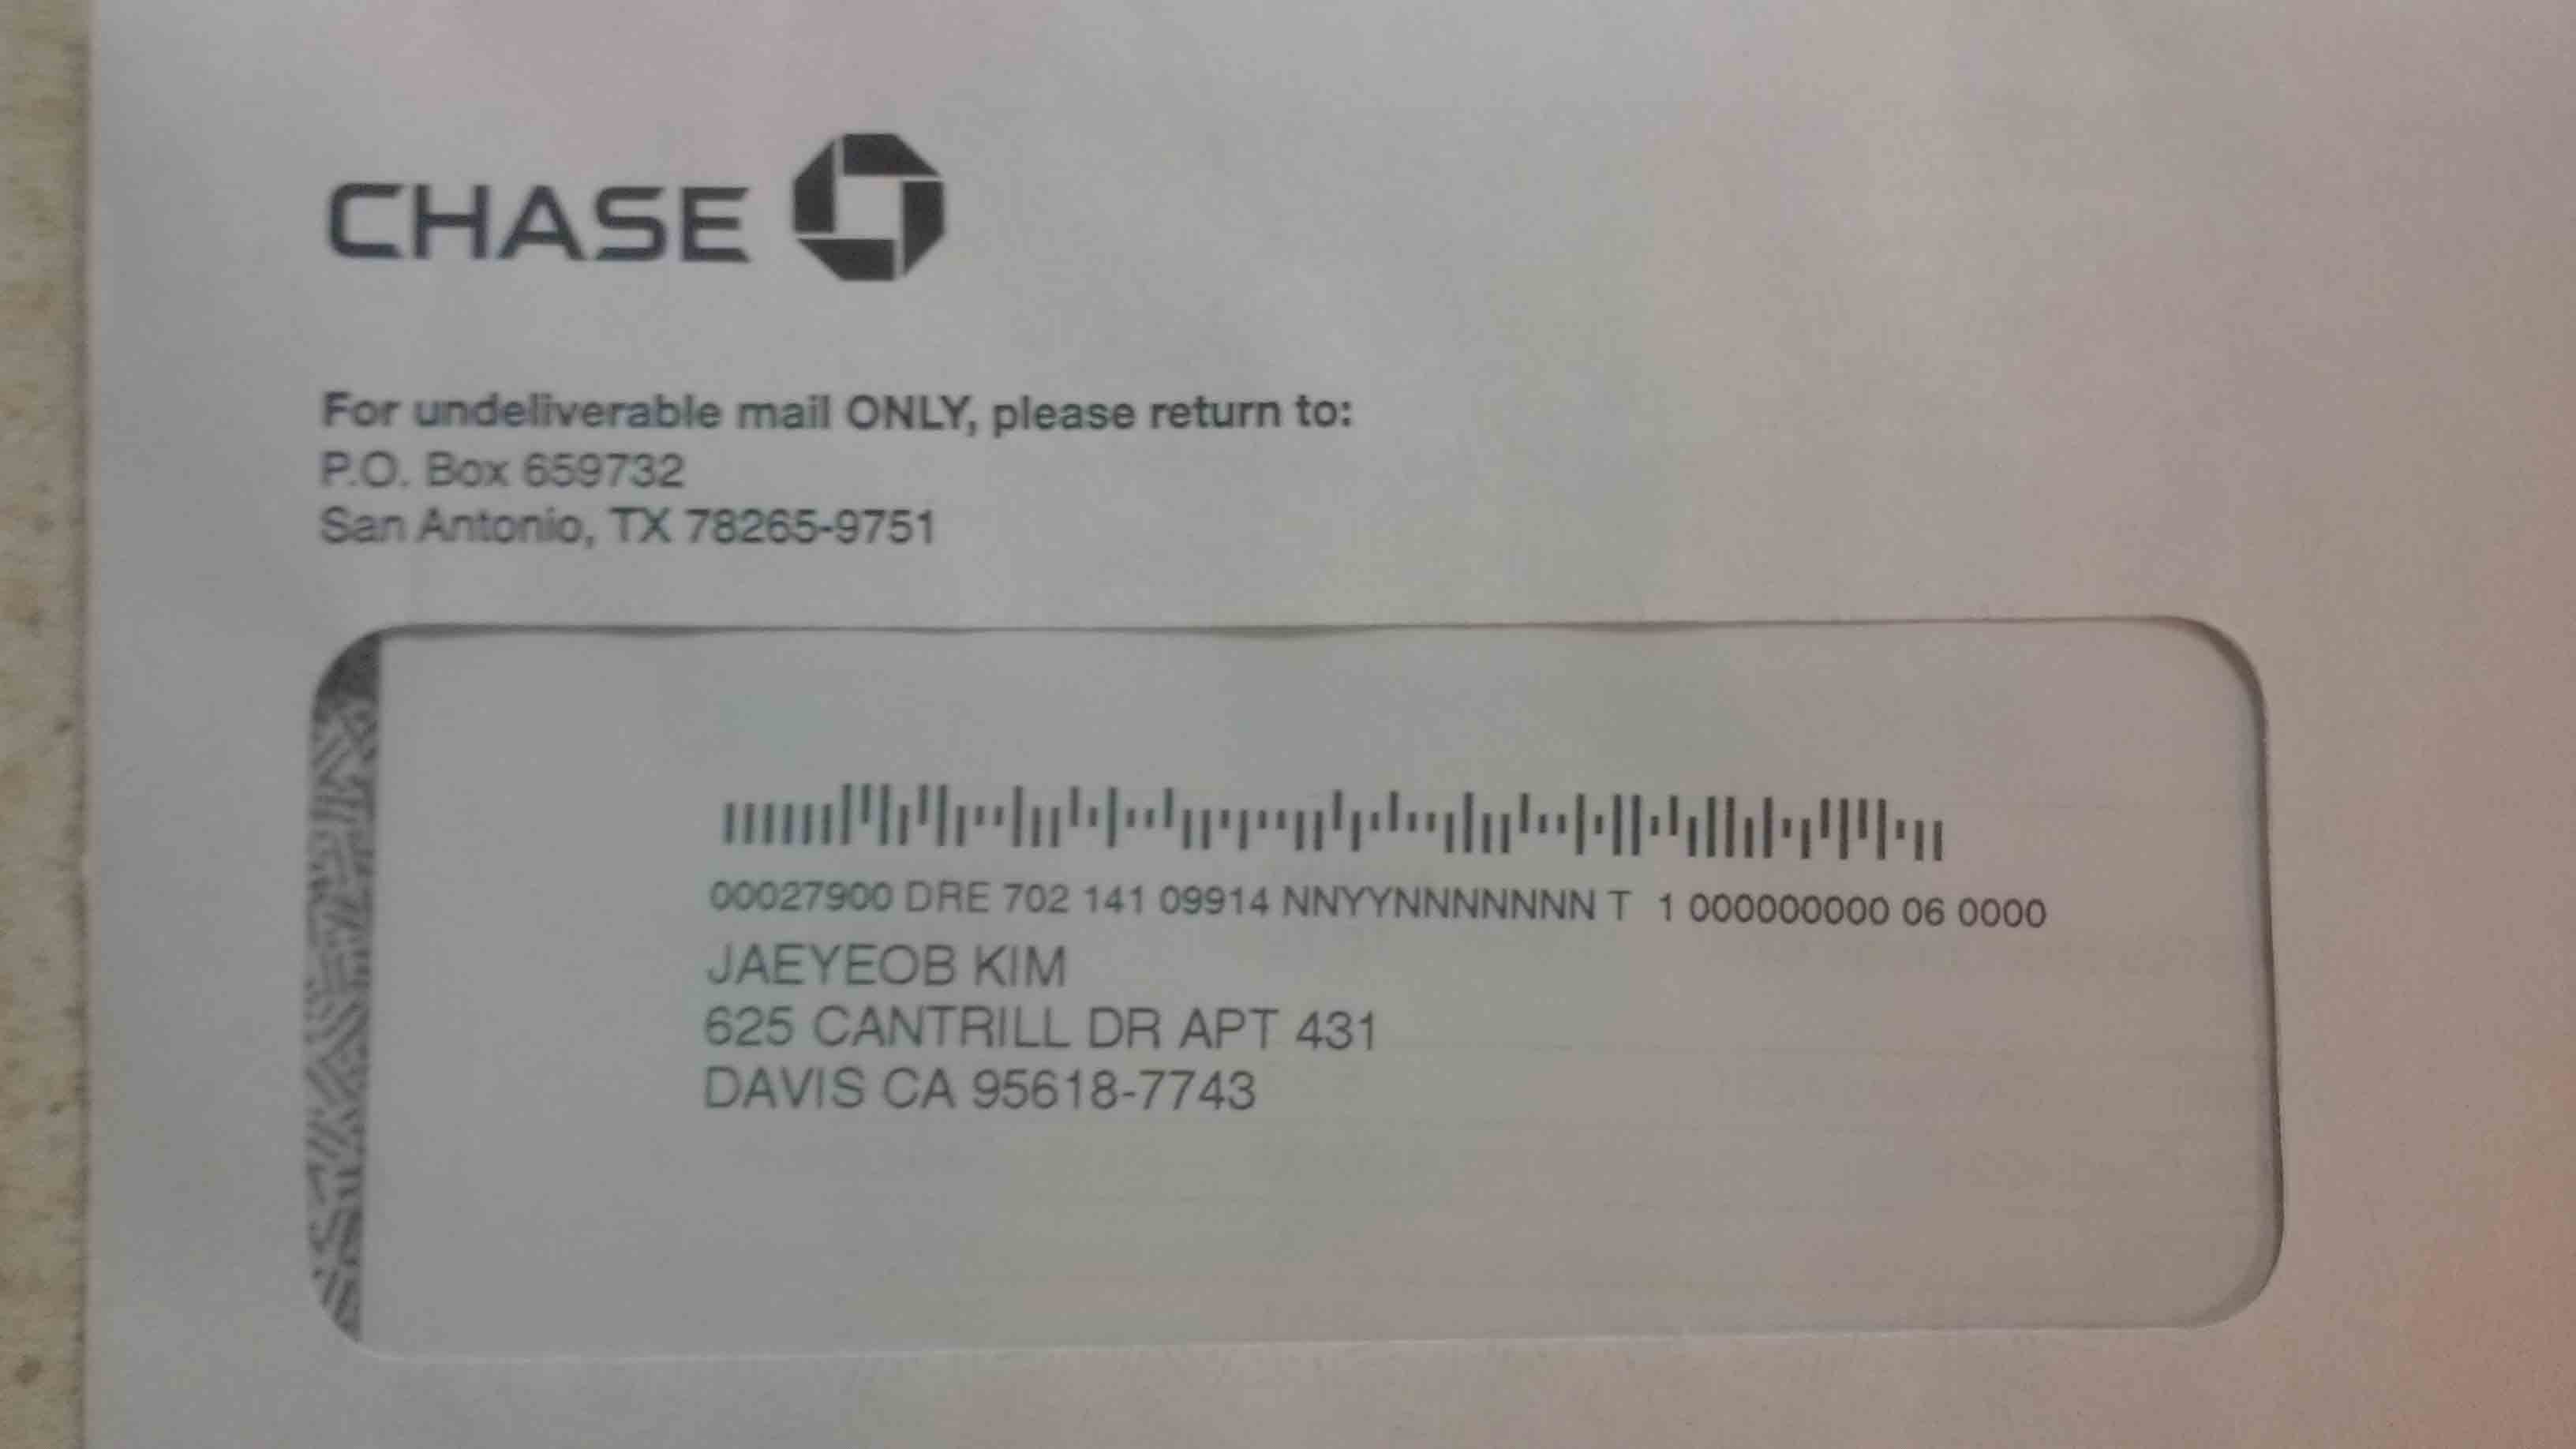 CHASE
For undeliverable mail ONLY, please return to:
P.O. Box 659732
San Antonio, TX 78265-9751
00027900 DRE 702 141 09914 NNYYNNNNNNNN T 1 000000000 06 0000
JAEYEOB KIM
625 CANTRILL DR APT 431
DAVIS CA 95618-7743